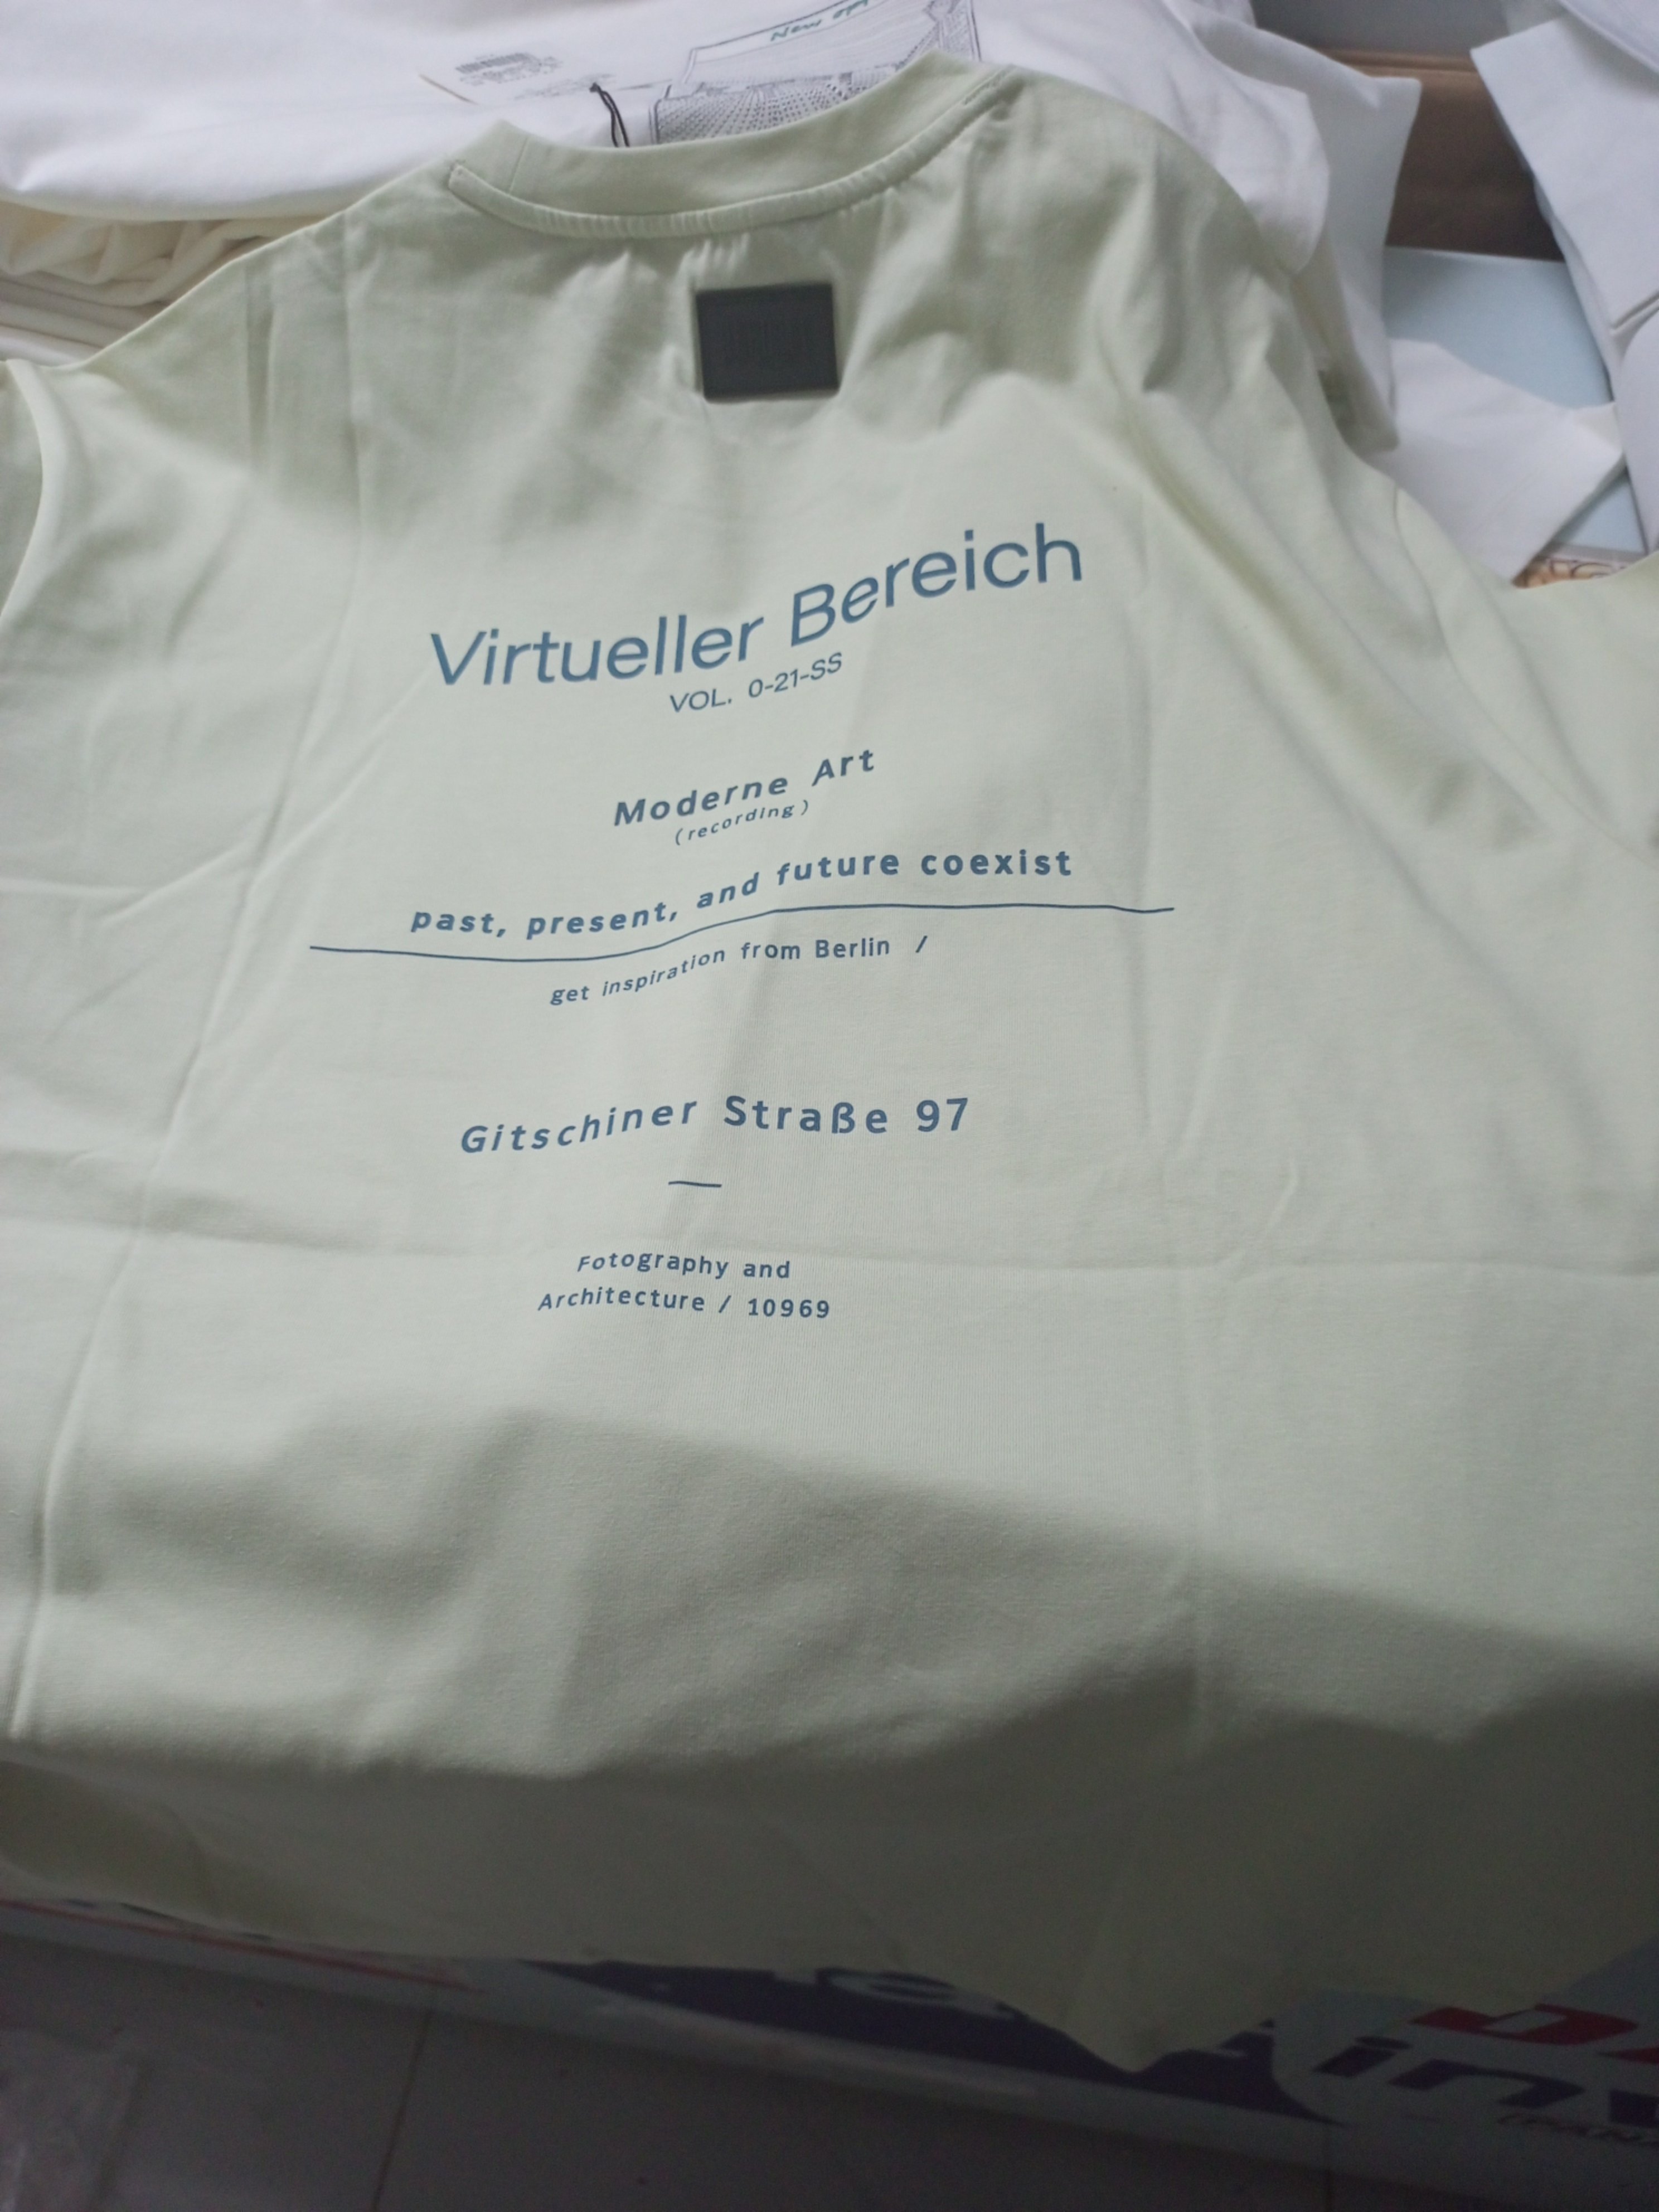 New
Virtueller Bereich
VOL. 0-21-SS
Moderne Art
(recording)
past, present, and future coexist
get inspiration from Berlin /
Gitschiner Straße 97
Fotography and
Architecture / 10969